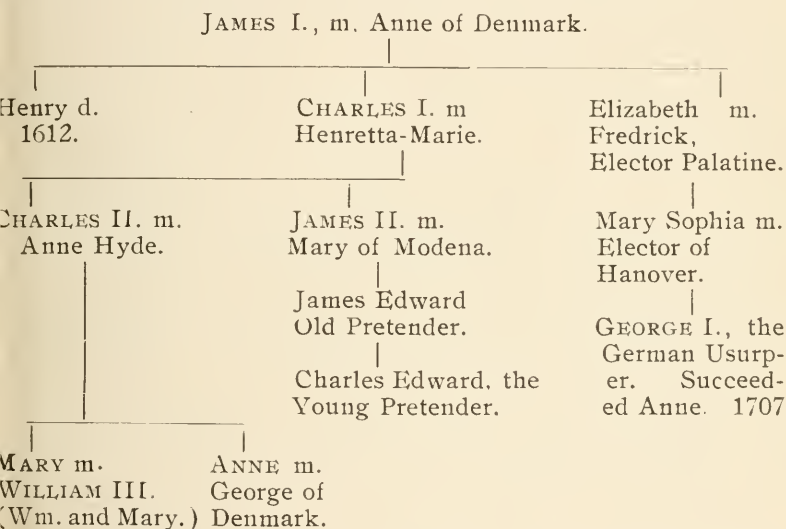 JAMES I., m. Anne of Denmark.
Henry d.
1612.
CHARLES I. m
Henretta-Marie.
Elizabeth m.
Fredrick,
Elector Palatine.
CHARLES II. m.
Anne Hyde.
JAMES II. m.
Mary of Modena.
Mary Sophia m.
Elector of
Hanover.
James Edward
Old Pretender.
GEORGE I., the
German Usurp-
er. Succeed-
ed Anne. 1707
Charles Edward, the
Young Pretender.
MARY m.
WILLIAM III.
(Wm. and Mary.)
ANNE m.
George of
Denmark.